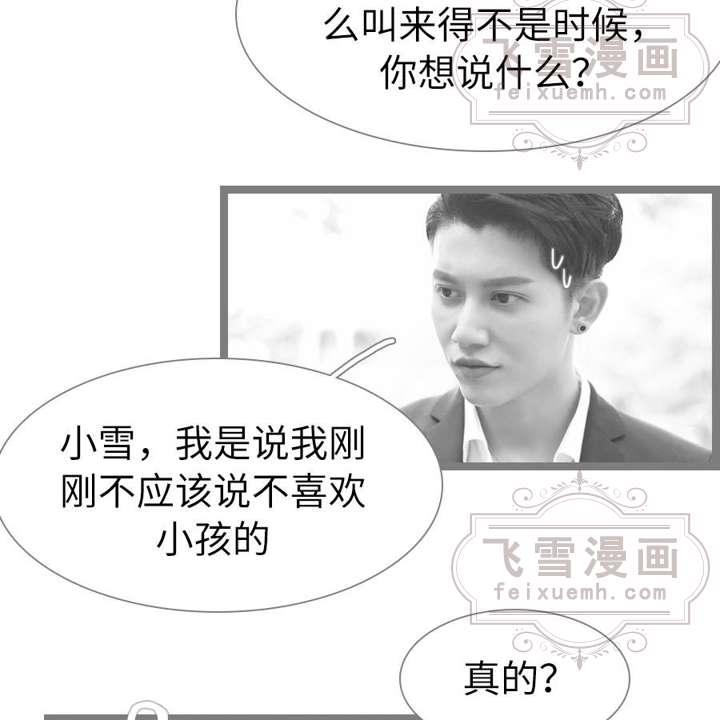 么叫来得不是时候，
你想说什么？
飞雪漫画
feixuemh.com
小雪，我是说我刚
刚不应该说不喜欢
小孩的
飞雪漫画
feixuemh.com
真的？